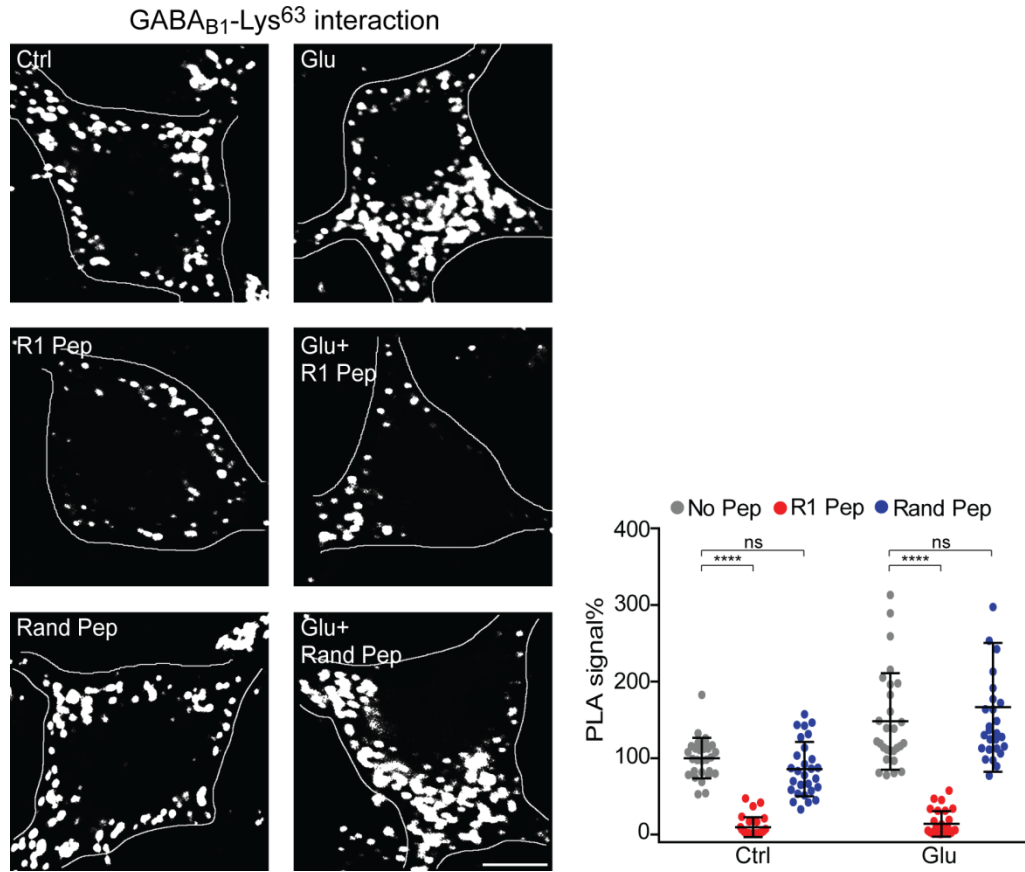 GABAB1-Lys63 interaction
Ctrl
Glu
R1 Pep
Glu+
R1 Pep
Rand Pep
Glu+
Rand Pep
No Pep R1 Pep Rand Pep
PLA signal%
400
300
200
100
0
ns
****
ns
****
Ctrl
Glu